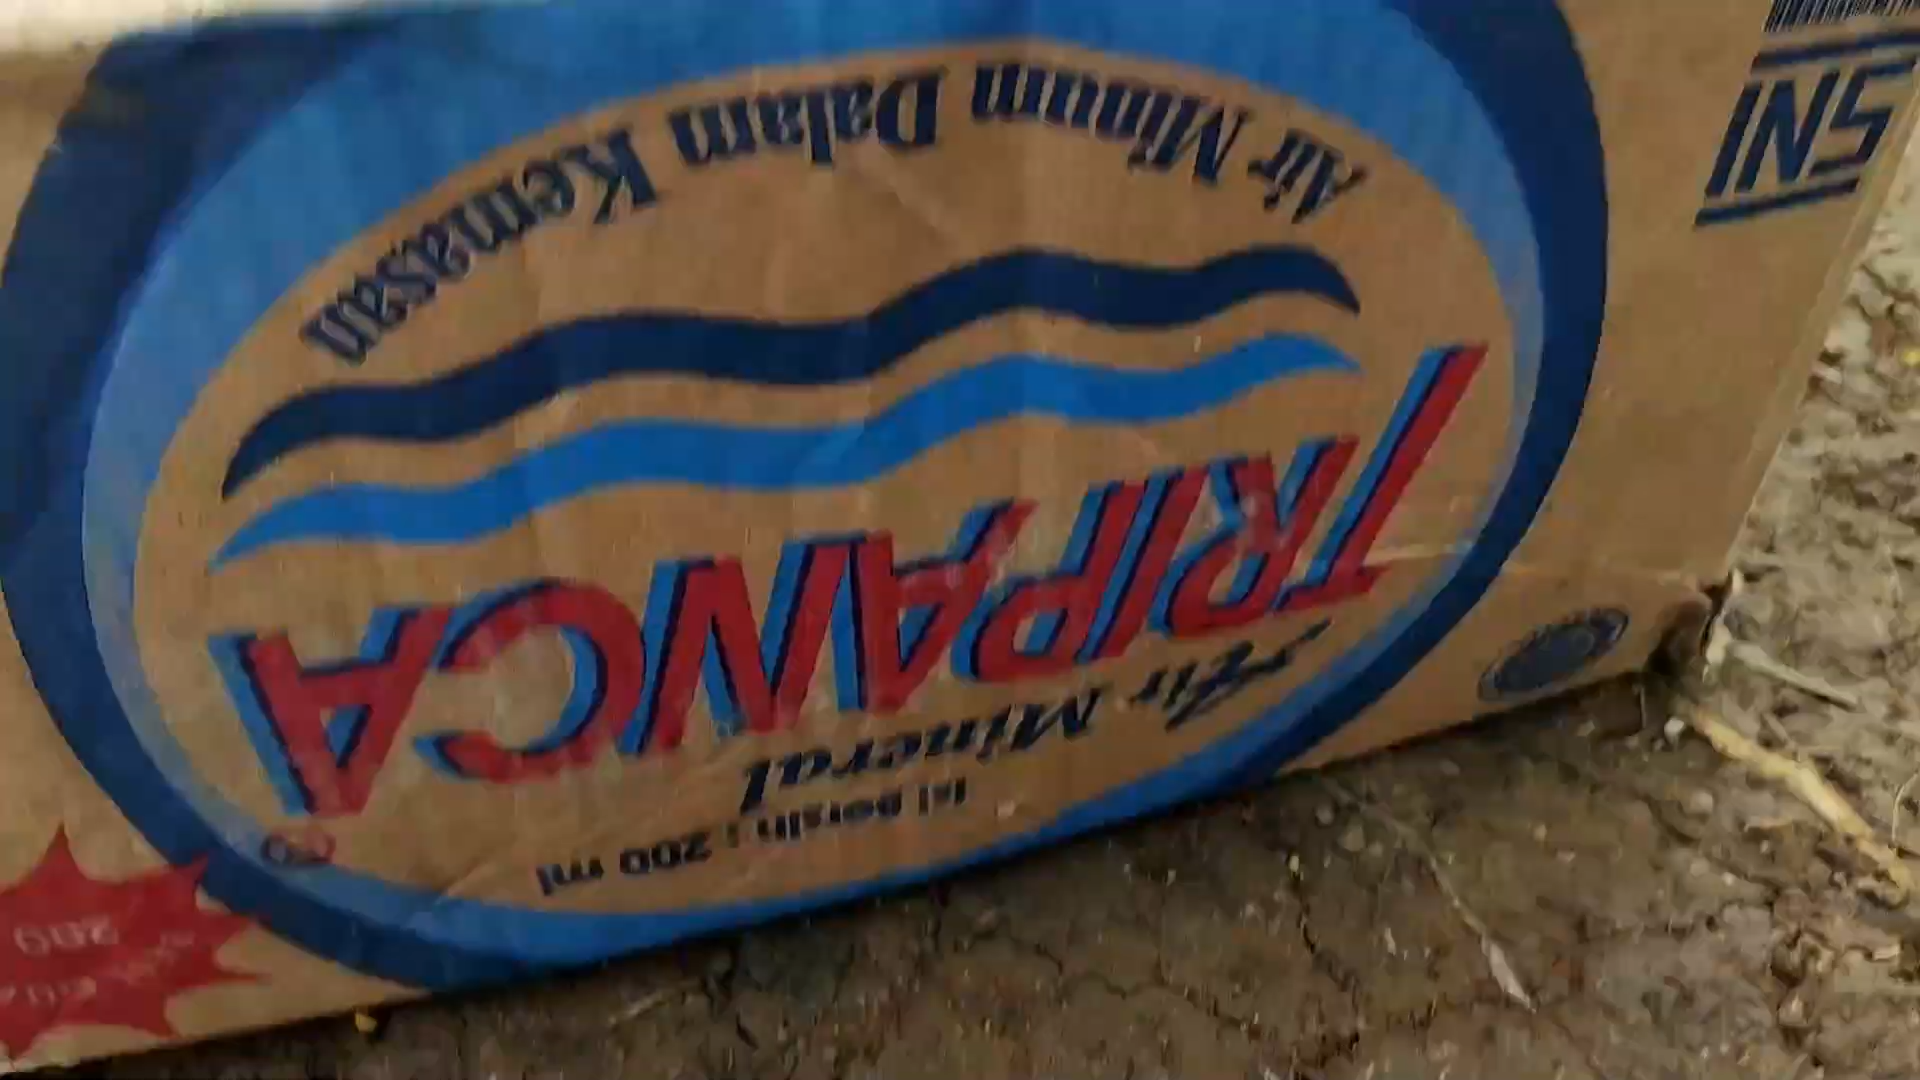 Isi bersih : 200 ml
Air Mineral
TRIPANCA
Air Minum Dalam Kemasan
SNI